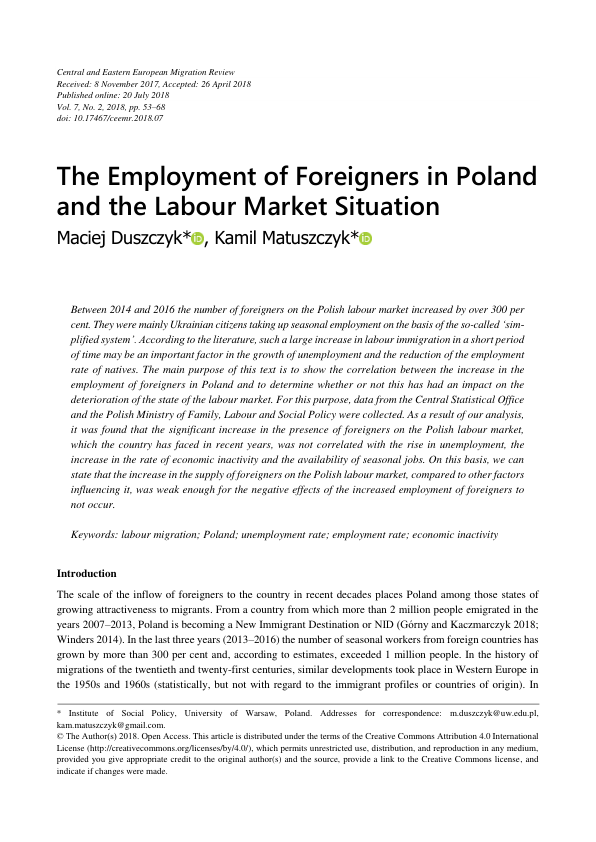 Central and Eastern European Migration Review
Received: 8 November 2017, Accepted: 26 April 2018
Published online: 20 July 2018
Vol. 7, No. 2, 2018, pp. 53–68
doi: 10.17467/ceemr.2018.07
The Employment of Foreigners in Poland
and the Labour Market Situation
Maciej Duszczyk* iD, Kamil Matuszczyk* iD
Between 2014 and 2016 the number of foreigners on the Polish labour market increased by over 300 per
cent. They were mainly Ukrainian citizens taking up seasonal employment on the basis of the so-called ‘sim-
plified system’. According to the literature, such a large increase in labour immigration in a short period
of time may be an important factor in the growth of unemployment and the reduction of the employment
rate of natives. The main purpose of this text is to show the correlation between the increase in the
employment of foreigners in Poland and to determine whether or not this has had an impact on the
deterioration of the state of the labour market. For this purpose, data from the Central Statistical Office
and the Polish Ministry of Family, Labour and Social Policy were collected. As a result of our analysis,
it was found that the significant increase in the presence of foreigners on the Polish labour market,
which the country has faced in recent years, was not correlated with the rise in unemployment, the
increase in the rate of economic inactivity and the availability of seasonal jobs. On this basis, we can
state that the increase in the supply of foreigners on the Polish labour market, compared to other factors
influencing it, was weak enough for the negative effects of the increased employment of foreigners to
not occur.
Keywords: labour migration; Poland; unemployment rate; employment rate; economic inactivity
Introduction
The scale of the inflow of foreigners to the country in recent decades places Poland among those states of
growing attractiveness to migrants. From a country from which more than 2 million people emigrated in the
years 2007–2013, Poland is becoming a New Immigrant Destination or NID (Górny and Kaczmarczyk 2018;
Winders 2014). In the last three years (2013–2016) the number of seasonal workers from foreign countries has
grown by more than 300 per cent and, according to estimates, exceeded 1 million people. In the history of
migrations of the twentieth and twenty-first centuries, similar developments took place in Western Europe in
the 1950s and 1960s (statistically, but not with regard to the immigrant profiles or countries of origin). In
* Institute of Social Policy, University of Warsaw, Poland. Addresses for correspondence: m.duszczyk@uw.edu.pl,
kam.matuszczyk@gmail.com.
© The Author(s) 2018. Open Access. This article is distributed under the terms of the Creative Commons Attribution 4.0 International
License (http://creativecommons.org/licenses/by/4.0/), which permits unrestricted use, distribution, and reproduction in any medium,
provided you give appropriate credit to the original author(s) and the source, provide a link to the Creative Commons license, and
indicate if changes were made.